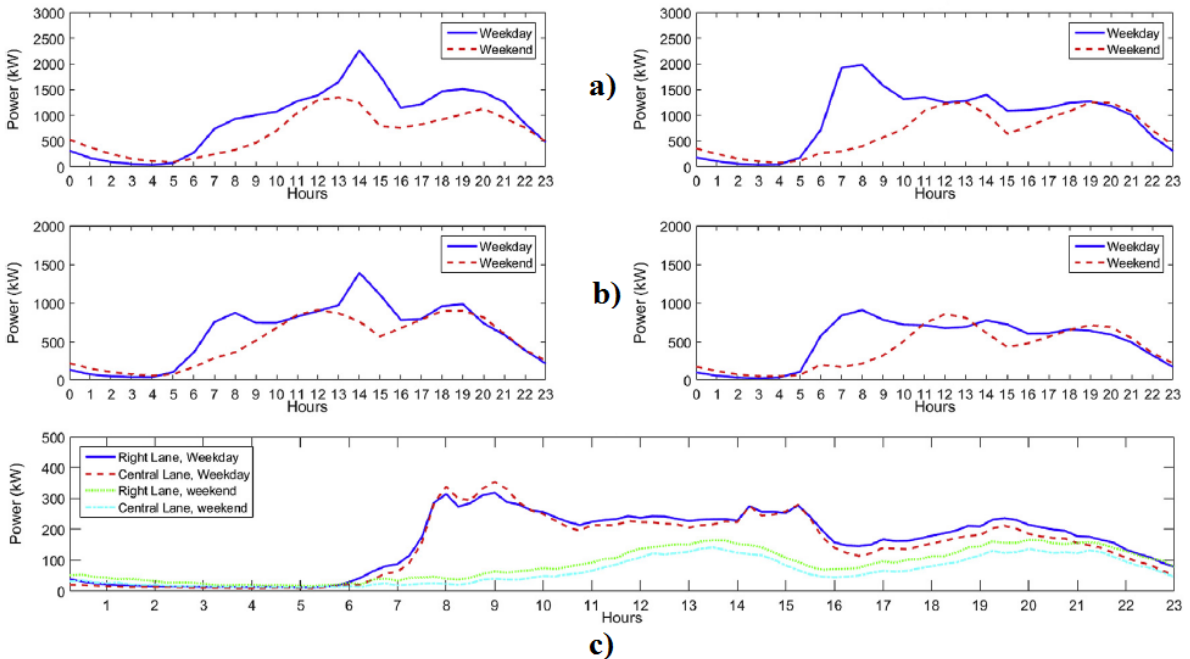 3000
2500
2000
1500
1000
500
0
Power (kW)
Weekday
Weekend
0 1 2 3 4 5 6 7 8 9 10 11 12 13 14 15 16 17 18 19 20 21 22 23
Hours
a)
3000
2500
2000
1500
1000
500
0
Power (kW)
Weekday
Weekend
0 1 2 3 4 5 6 7 8 9 10 11 12 13 14 15 16 17 18 19 20 21 22 23
Hours
2000
1500
1000
500
0
Power (kW)
Weekday
Weekend
0 1 2 3 4 5 6 7 8 9 10 11 12 13 14 15 16 17 18 19 20 21 22 23
Hours
b)
2000
1500
1000
500
0
Power (kW)
Weekday
Weekend
0 1 2 3 4 5 6 7 8 9 10 11 12 13 14 15 16 17 18 19 20 21 22 23
Hours
500
400
300
200
100
0
Power (kW)
Right Lane, Weekday
Central Lane, Weekday
Right Lane, weekend
Central Lane, weekend
1 2 3 4 5 6 7 8 9 10 11 12 13 14 15 16 17 18 19 20 21 22 23
Hours
c)